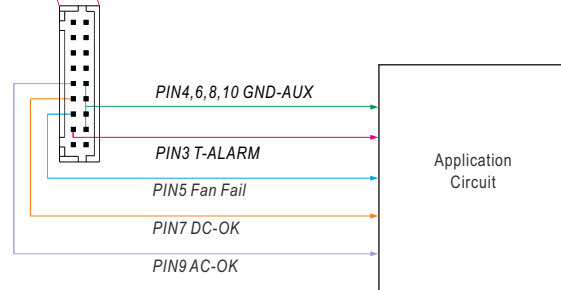 PIN4,6,8,10 GND-AUX
PIN3 T-ALARM
Application
Circuit
PIN5 Fan Fail
PIN7 DC-OK
PIN9 AC-OK